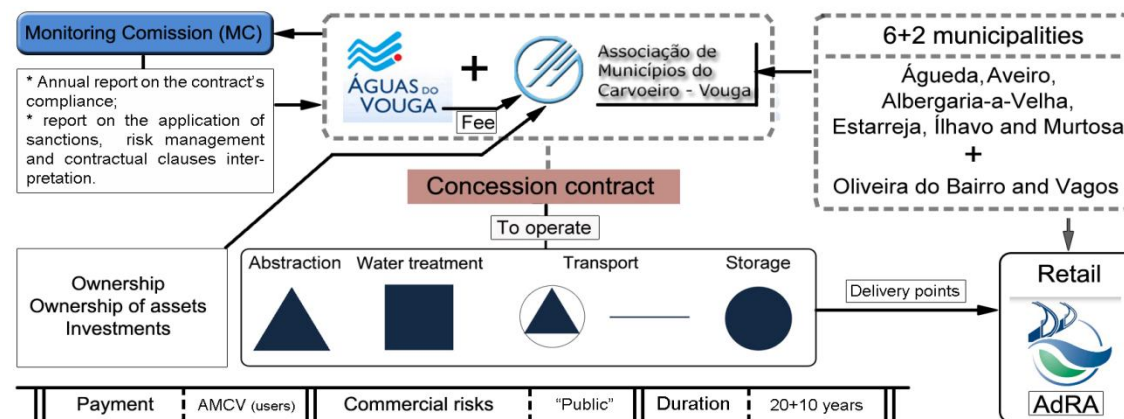 Monitoring Comission (MC)
* Annual report on the contract's
compliance;
* report on the application of
sanctions, risk management
and contractual clauses inter-
pretation.
ÁGUAS DO
VOUGA
+
Fee
Associação de
Municípios do
Carvoeiro - Vouga
6+2 municipalities
Águeda, Aveiro,
Albergaria-a-Velha,
Estarreja, Ílhavo and Murtosa
+
Oliveira do Bairro and Vagos
Concession contract
To operate
Ownership
Ownership of assets
Investments
Abstraction Water treatment Transport Storage
Delivery points
Retail
AdRA
Payment AMCV (users) Commercial risks "Public" Duration 20+10 years